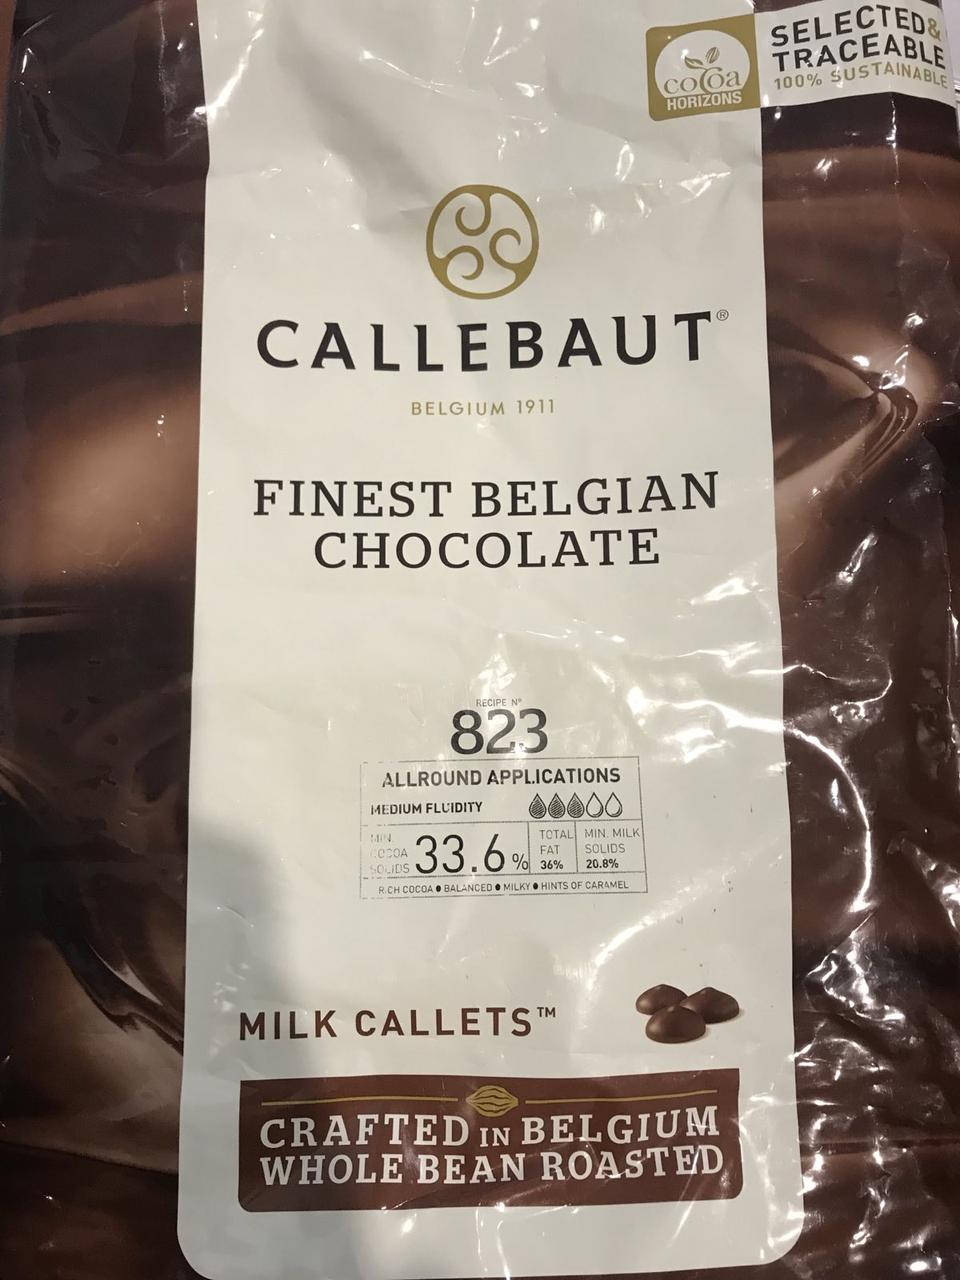 cocoa
HORIZONS
SELECTED &
TRACEABLE
100% SUSTAINABLE
CALLEBAUT®
BELGIUM 1911
FINEST BELGIAN
CHOCOLATE
RECIPE N°
823
ALLROUND APPLICATIONS
MEDIUM FLUIDITY
MIN.
COCOA
SOLIDS
33.6%
TOTAL
FAT
36%
MIN. MILK
SOLIDS
20.8%
RICH COCOA ● BALANCED ● MILKY ● HINTS OF CARAMEL
MILK CALLETS™
CRAFTED IN BELGIUM
WHOLE BEAN ROASTED